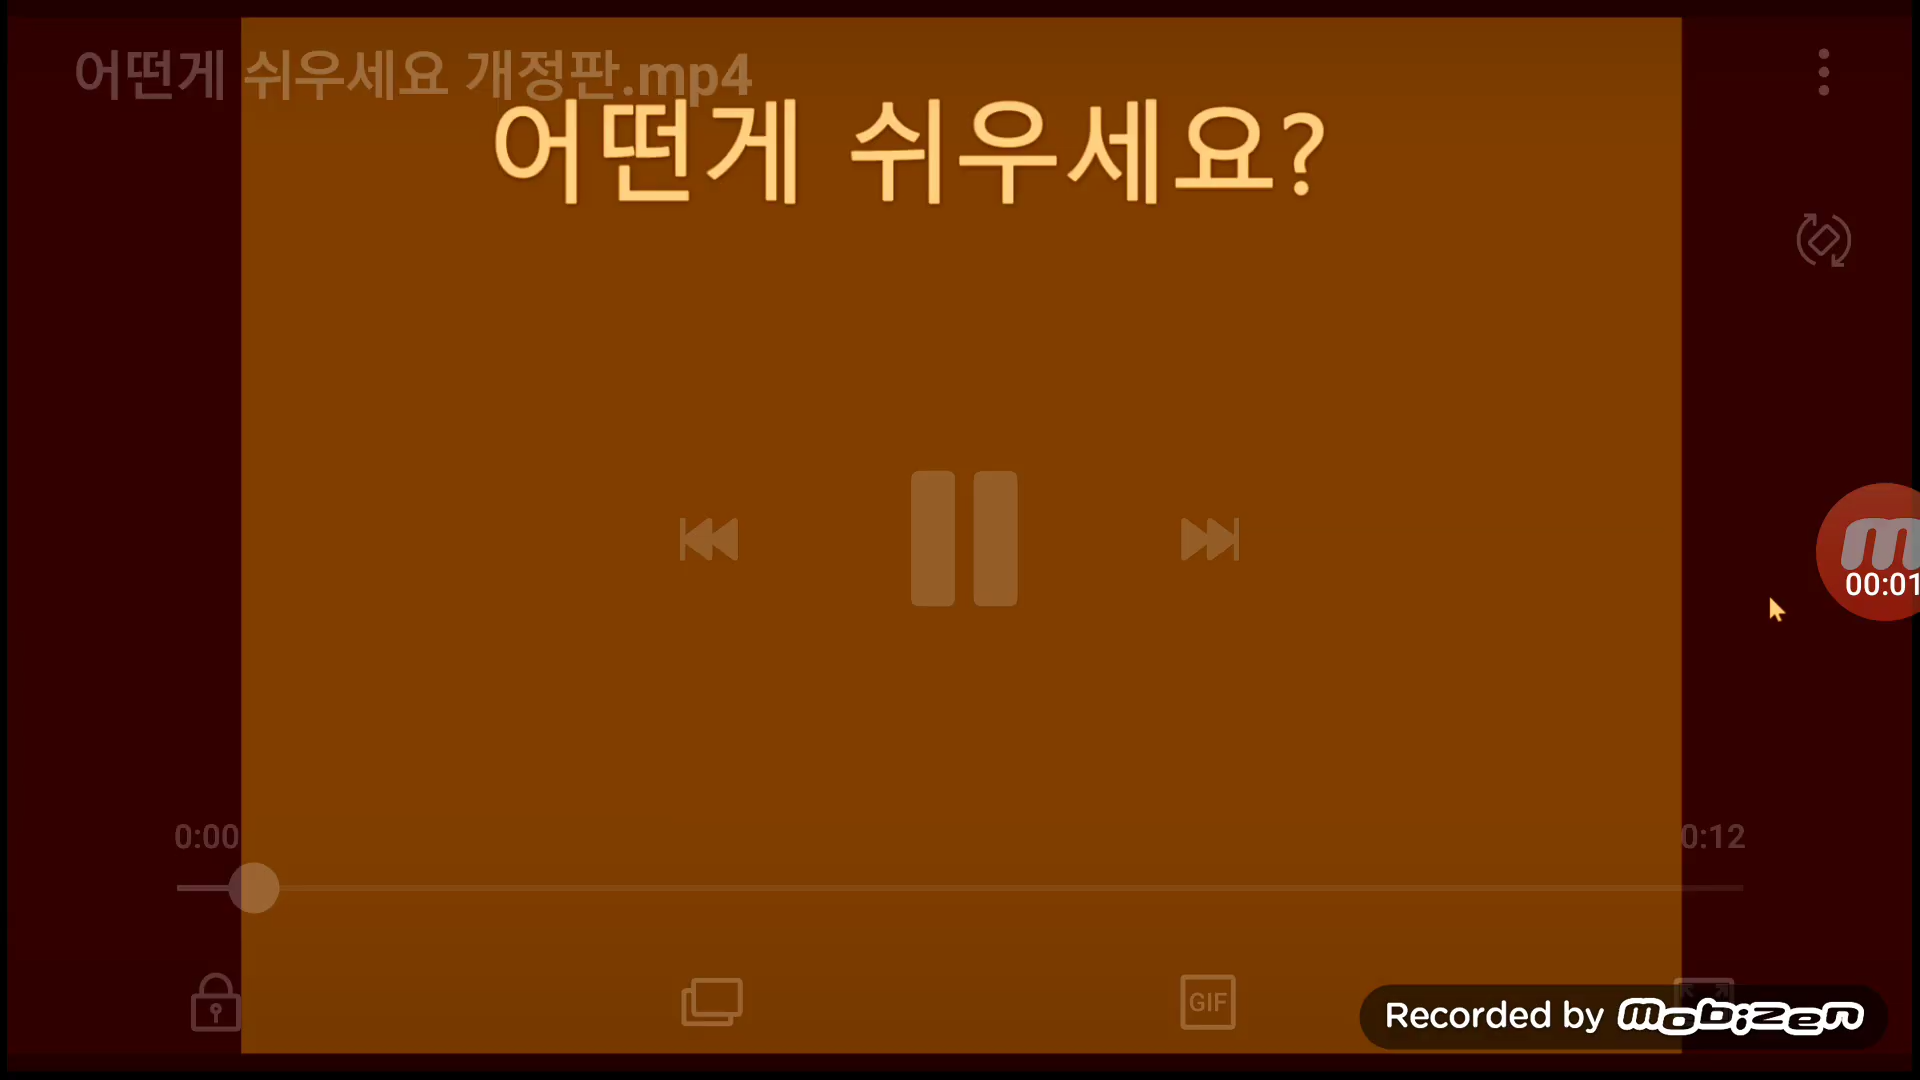 어떤게 쉬우세요 개정판.mp4
어떤게 쉬우세요?
m
00:01
0:00
0:12
GIF
Recorded by mobizen